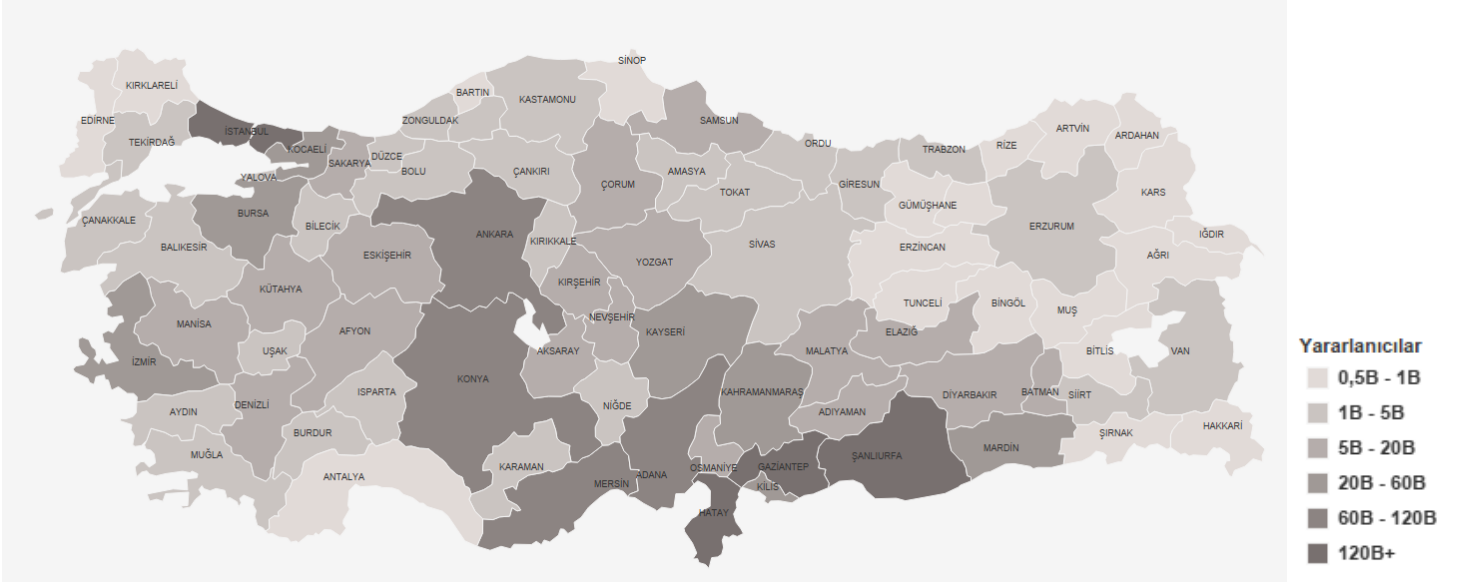 SİNOP
KIRKLARELİ
BARTIN
KASTAMONU
EDİRNE
ZONGULDAK
SAMSUN
TEKİRDAĞ
İSTANBUL
KOCAELİ
SAKARYA
DÜZCE
BOLU
ÇANKIRI
AMASYA
ORDU
TRABZON
RİZE
ARTVİN
ARDAHAN
YALOVA
ÇORUM
TOKAT
GİRESUN
GÜMÜŞHANE
KARS
BURSA
BİLECİK
ÇANAKKALE
BALIKESİR
ESKİŞEHİR
ANKARA
KIRIKKALE
SİVAS
ERZİNCAN
ERZURUM
IĞDIR
AĞRI
KÜTAHYA
KIRŞEHİR
YOZGAT
TUNCELİ
BİNGÖL
MUŞ
MANİSA
AFYON
NEVŞEHİR
KAYSERİ
ELAZIĞ
UŞAK
AKSARAY
MALATYA
BİTLİS
VAN
İZMİR
KONYA
ISPARTA
NİĞDE
KAHRAMANMARAŞ
DİYARBAKIR
BATMAN
SİİRT
AYDIN
DENİZLİ
ADIYAMAN
BURDUR
HAKKARİ
ŞIRNAK
MUĞLA
MARDİN
ANTALYA
KARAMAN
MERSİN
ADANA
OSMANİYE
GAZİANTEP
ŞANLIURFA
KİLİS
HATAY
Yararlanıcılar
0,5B - 1B
1B - 5B
5B - 20B
20B - 60B
60B - 120B
120B+